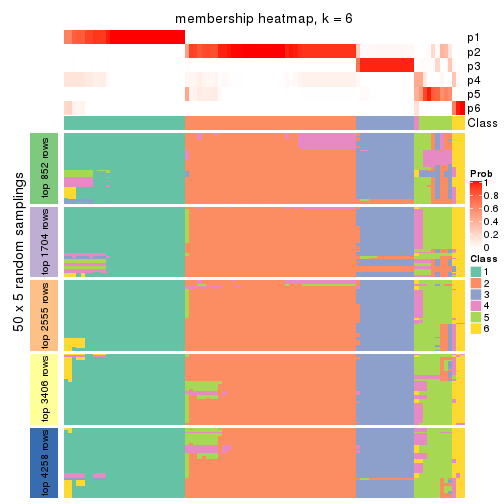 membership heatmap, k = 6
p1
p2
p3
p4
p5
p6
Class
50 x 5 random samplings
top 852 rows
top 1704 rows
top 2555 rows
top 3406 rows
top 4258 rows
Prob
1
0.8
0.6
0.4
0.2
0
Class
1
2
3
4
5
6